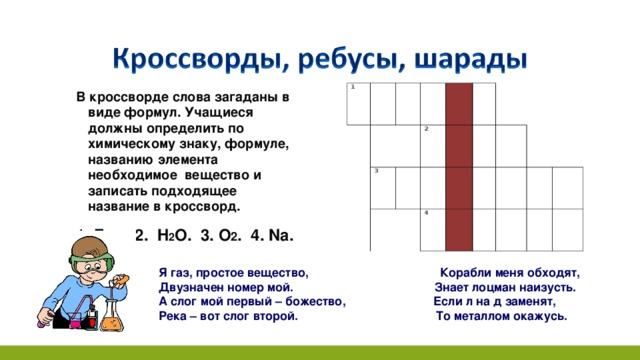 Кроссворды, ребусы, шарады
В кроссворде слова загаданы в
виде формул. Учащиеся
должны определить по
химическому знаку, формуле,
названию элемента
необходимое вещество и
записать подходящее
название в кроссворд.
2. H2O. 3. O2. 4. Na.
1
2
3
4
Я газ, простое вещество,
Двузначен номер мой.
А слог мой первый – божество,
Река – вот слог второй.
Корабли меня обходят,
Знает лоцман наизусть.
Если л на д заменят,
То металлом окажусь.